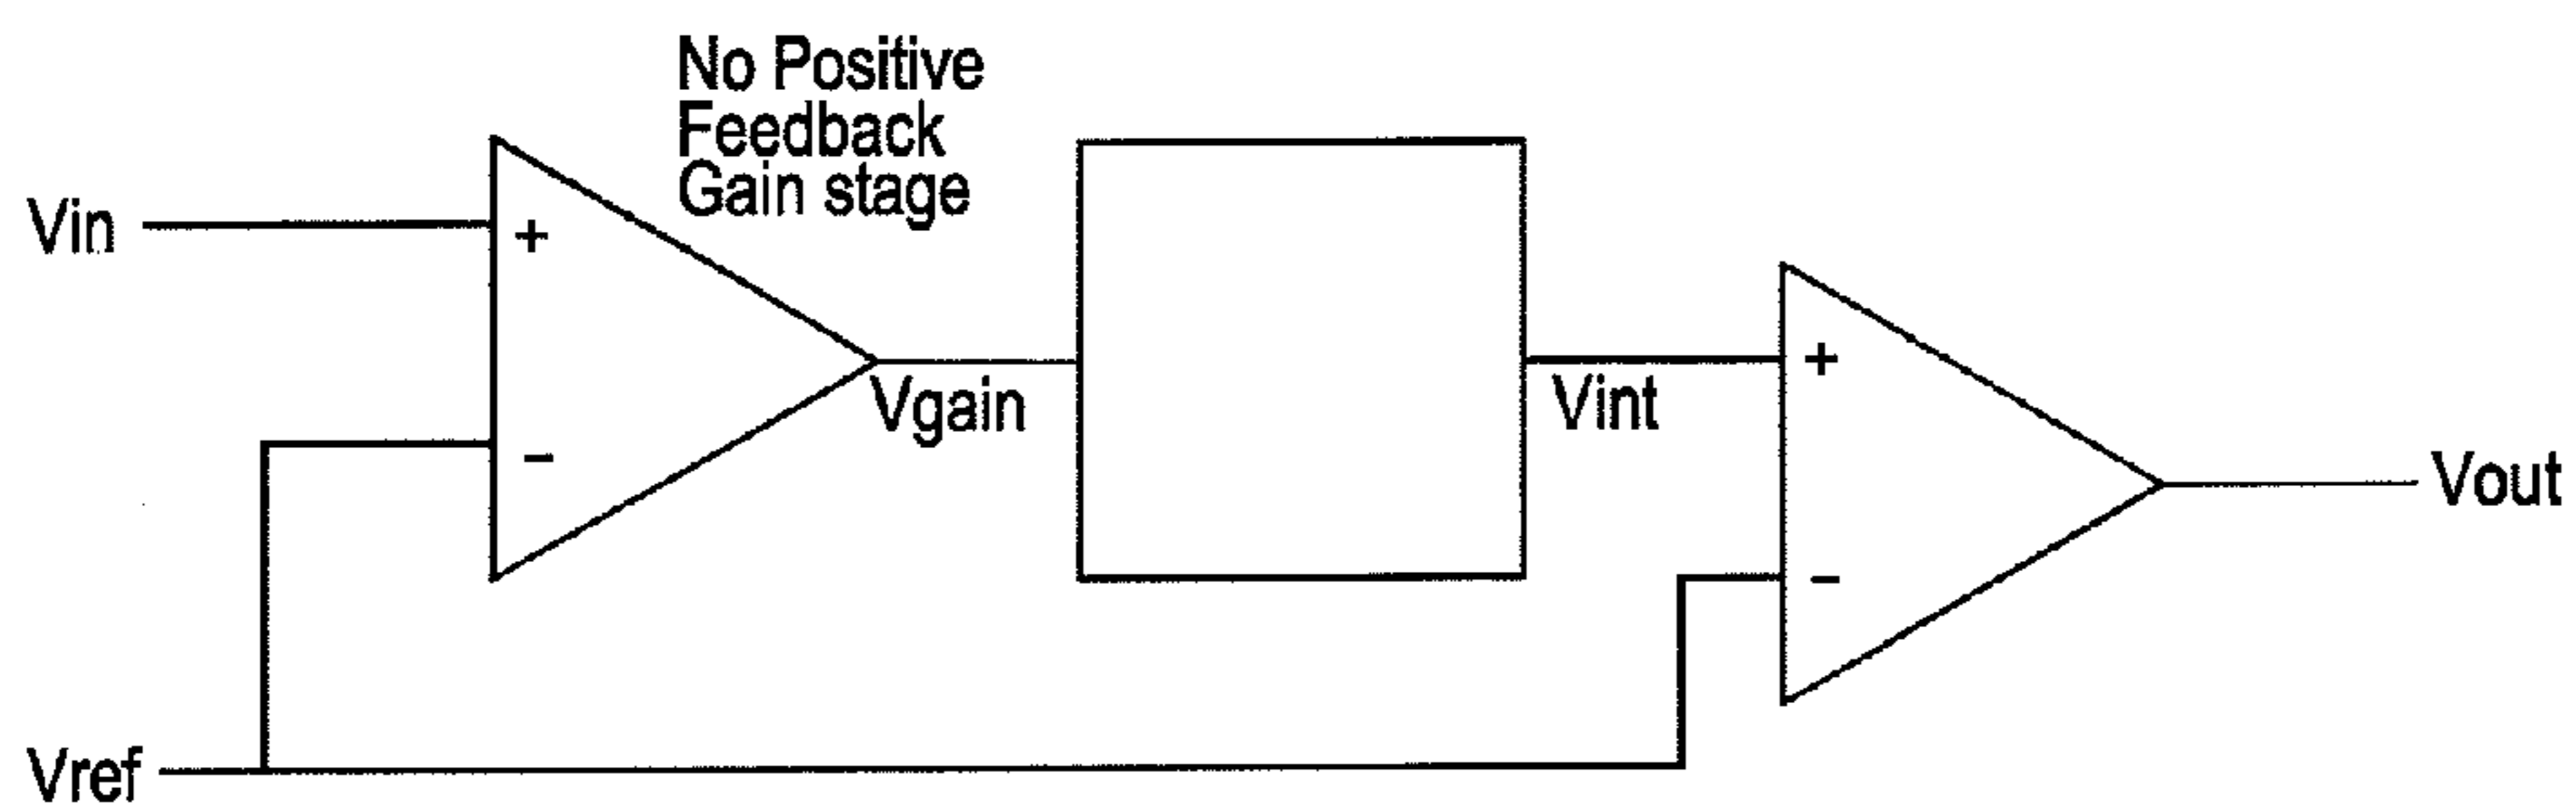 No Positive
Feedback
Gain stage
Vin
+
−
Vgain
Vint
+
−
Vout
Vref